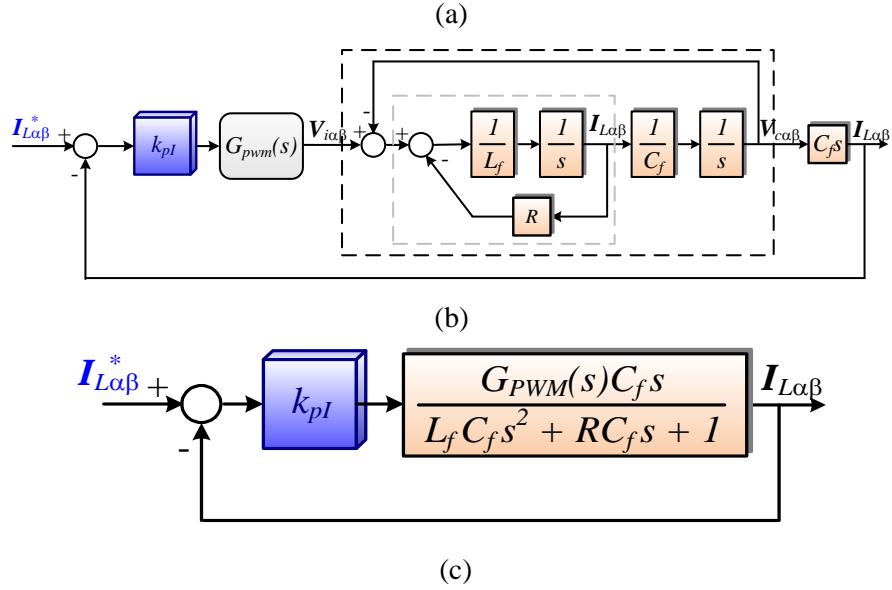 (a)
I*Lαβ + - kpI Gpwm(s) Viαβ + - + - 1/Lf 1/s ILαβ 1/Cf 1/s Vcαβ Cfs ILαβ
R
(b)
I*Lαβ + - kpI GPWM(s)Cfs / LfCfs² + RCfs + 1 ILαβ
(c)